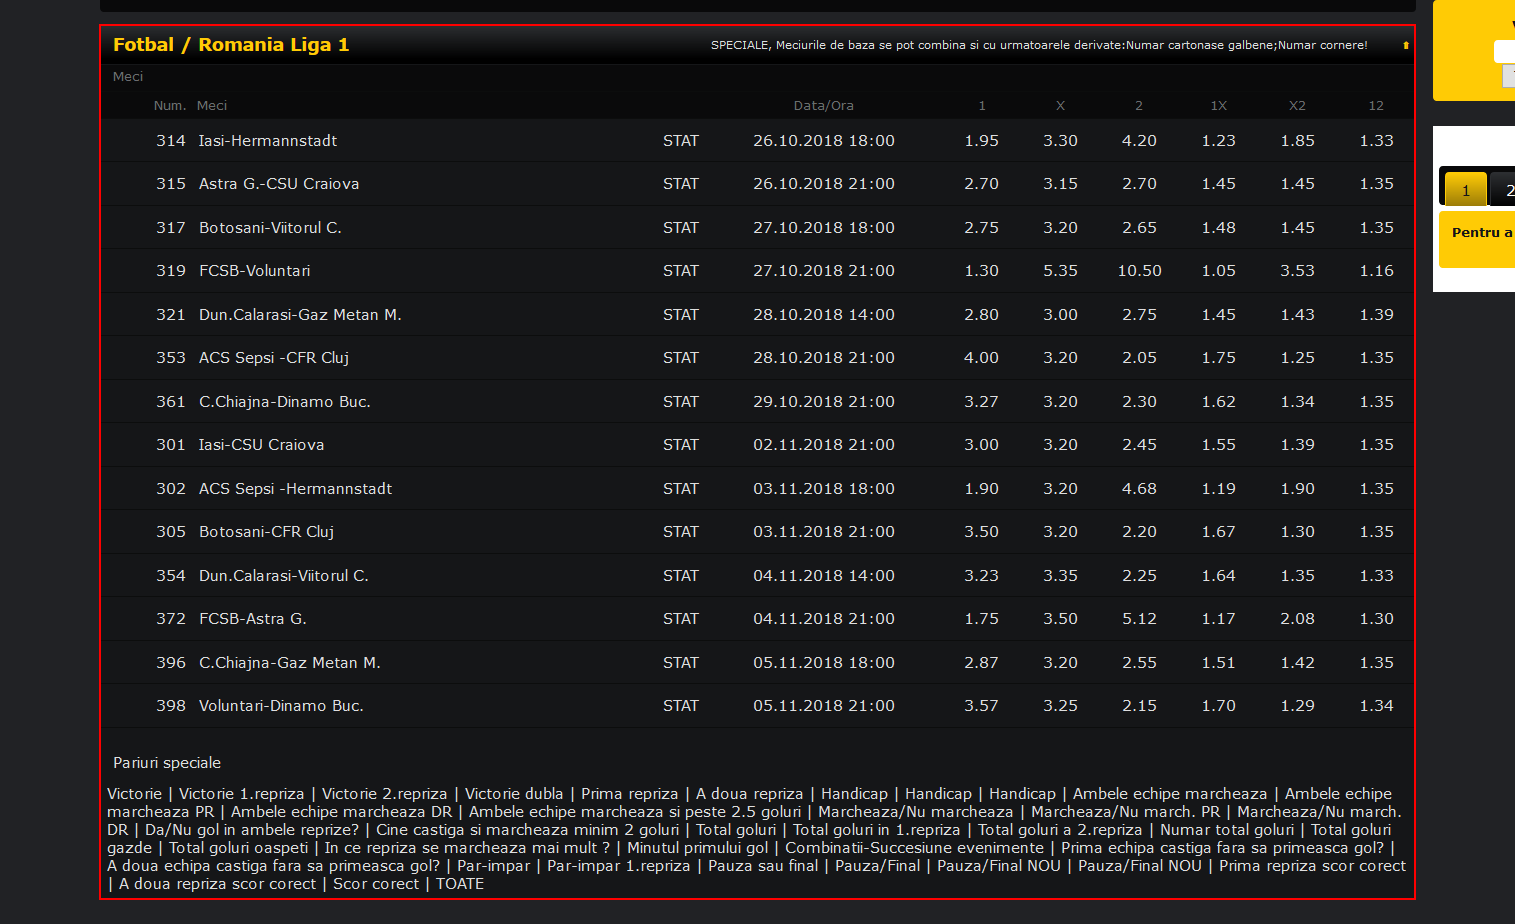 Fotbal / Romania Liga 1 SPECIALE, Meciurile de baza se pot combina si cu urmatoarele derivate:Numar cartonase galbene;Numar cornere!
Meci
Num. Meci Data/Ora 1 X 2 1X X2 12
314 Iasi-Hermannstadt STAT 26.10.2018 18:00 1.95 3.30 4.20 1.23 1.85 1.33
315 Astra G.-CSU Craiova STAT 26.10.2018 21:00 2.70 3.15 2.70 1.45 1.45 1.35
317 Botosani-Viitorul C. STAT 27.10.2018 18:00 2.75 3.20 2.65 1.48 1.45 1.35
319 FCSB-Voluntari STAT 27.10.2018 21:00 1.30 5.35 10.50 1.05 3.53 1.16
321 Dun.Calarasi-Gaz Metan M. STAT 28.10.2018 14:00 2.80 3.00 2.75 1.45 1.43 1.39
353 ACS Sepsi -CFR Cluj STAT 28.10.2018 21:00 4.00 3.20 2.05 1.75 1.25 1.35
361 C.Chiajna-Dinamo Buc. STAT 29.10.2018 21:00 3.27 3.20 2.30 1.62 1.34 1.35
301 Iasi-CSU Craiova STAT 02.11.2018 21:00 3.00 3.20 2.45 1.55 1.39 1.35
302 ACS Sepsi -Hermannstadt STAT 03.11.2018 18:00 1.90 3.20 4.68 1.19 1.90 1.35
305 Botosani-CFR Cluj STAT 03.11.2018 21:00 3.50 3.20 2.20 1.67 1.30 1.35
354 Dun.Calarasi-Viitorul C. STAT 04.11.2018 14:00 3.23 3.35 2.25 1.64 1.35 1.33
372 FCSB-Astra G. STAT 04.11.2018 21:00 1.75 3.50 5.12 1.17 2.08 1.30
396 C.Chiajna-Gaz Metan M. STAT 05.11.2018 18:00 2.87 3.20 2.55 1.51 1.42 1.35
398 Voluntari-Dinamo Buc. STAT 05.11.2018 21:00 3.57 3.25 2.15 1.70 1.29 1.34
Pariuri speciale
Victorie | Victorie 1.repriza | Victorie 2.repriza | Victorie dubla | Prima repriza | A doua repriza | Handicap | Handicap | Handicap | Ambele echipe marcheaza | Ambele echipe
marcheaza PR | Ambele echipe marcheaza DR | Ambele echipe marcheaza si peste 2.5 goluri | Marcheaza/Nu marcheaza | Marcheaza/Nu march. PR | Marcheaza/Nu march.
DR | Da/Nu gol in ambele reprize? | Cine castiga si marcheaza minim 2 goluri | Total goluri | Total goluri in 1.repriza | Total goluri a 2.repriza | Numar total goluri | Total goluri
gazde | Total goluri oaspeti | In ce repriza se marcheaza mai mult ? | Minutul primului gol | Combinatii-Succesiune evenimente | Prima echipa castiga fara sa primeasca gol? |
A doua echipa castiga fara sa primeasca gol? | Par-impar | Par-impar 1.repriza | Pauza sau final | Pauza/Final | Pauza/Final NOU | Pauza/Final NOU | Prima repriza scor corect
| A doua repriza scor corect | Scor corect | TOATE
1 2
Pentru a